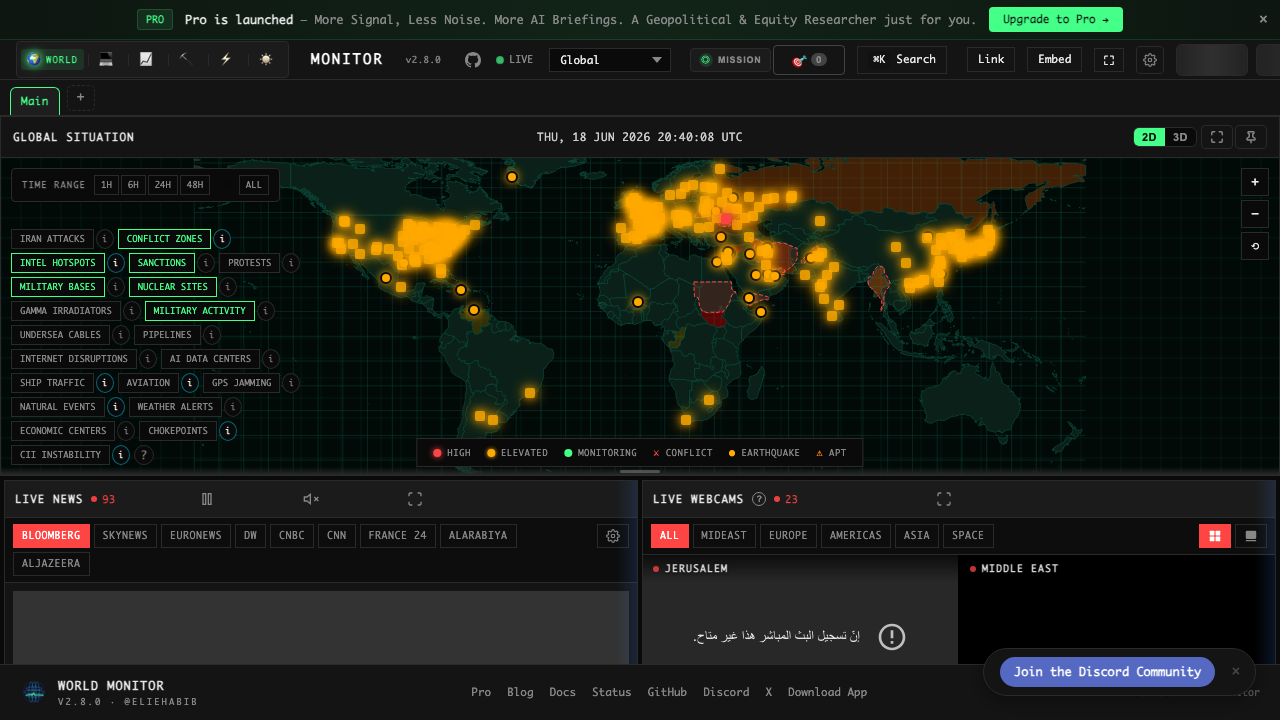 PRO Pro is launched — More Signal, Less Noise. More AI Briefings. A Geopolitical & Equity Researcher just for you. Upgrade to Pro → ×
WORLD MONITOR v2.8.0 LIVE Global MISSION 0 ⌘K Search Link Embed
Main +
GLOBAL SITUATION THU, 18 JUN 2026 20:40:08 UTC 2D 3D
TIME RANGE 1H 6H 24H 48H ALL
+
−
⟲
IRAN ATTACKS i CONFLICT ZONES i
INTEL HOTSPOTS i SANCTIONS i PROTESTS i
MILITARY BASES i NUCLEAR SITES i
GAMMA IRRADIATORS i MILITARY ACTIVITY i
UNDERSEA CABLES i PIPELINES i
INTERNET DISRUPTIONS i AI DATA CENTERS i
SHIP TRAFFIC i AVIATION i GPS JAMMING i
NATURAL EVENTS i WEATHER ALERTS i
ECONOMIC CENTERS i CHOKEPOINTS i
CII INSTABILITY i ?
HIGH ELEVATED MONITORING CONFLICT EARTHQUAKE APT
LIVE NEWS 93
BLOOMBERG SKYNEWS EURONEWS DW CNBC CNN FRANCE 24 ALARABIYA
ALJAZEERA
LIVE WEBCAMS ? 23
ALL MIDEAST EUROPE AMERICAS ASIA SPACE
JERUSALEM
إنّ تسجيل البث المباشر هذا غير متاح.
MIDDLE EAST
WORLD MONITOR
V2.8.0 · @ELIEHABIB
Pro Blog Docs Status GitHub Discord X Download App
Join the Discord Community ×